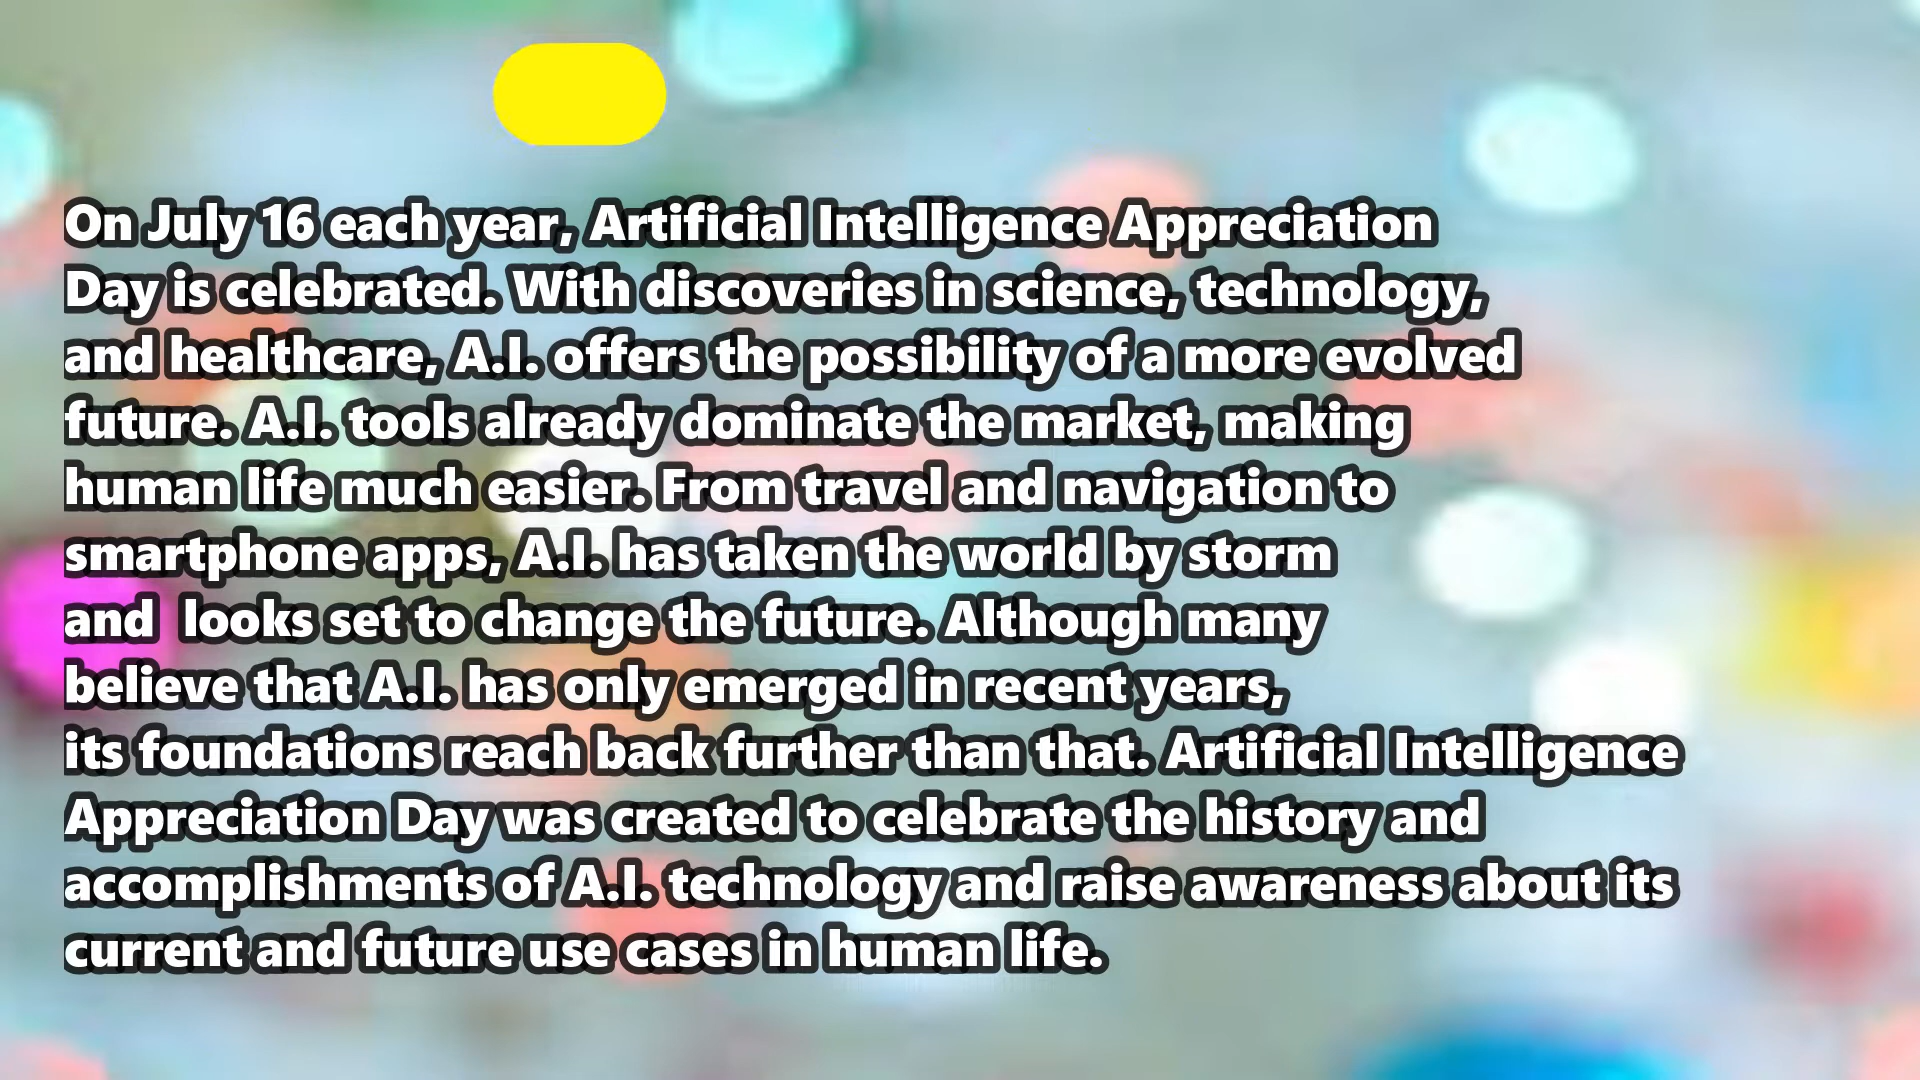 On July 16 each year, Artificial Intelligence Appreciation
Day is celebrated. With discoveries in science, technology,
and healthcare, A.I. offers the possibility of a more evolved
future. A.I. tools already dominate the market, making
human life much easier. From travel and navigation to
smartphone apps, A.I. has taken the world by storm
and  looks set to change the future. Although many
believe that A.I. has only emerged in recent years,
its foundations reach back further than that. Artificial Intelligence
Appreciation Day was created to celebrate the history and
accomplishments of A.I. technology and raise awareness about its
current and future use cases in human life.